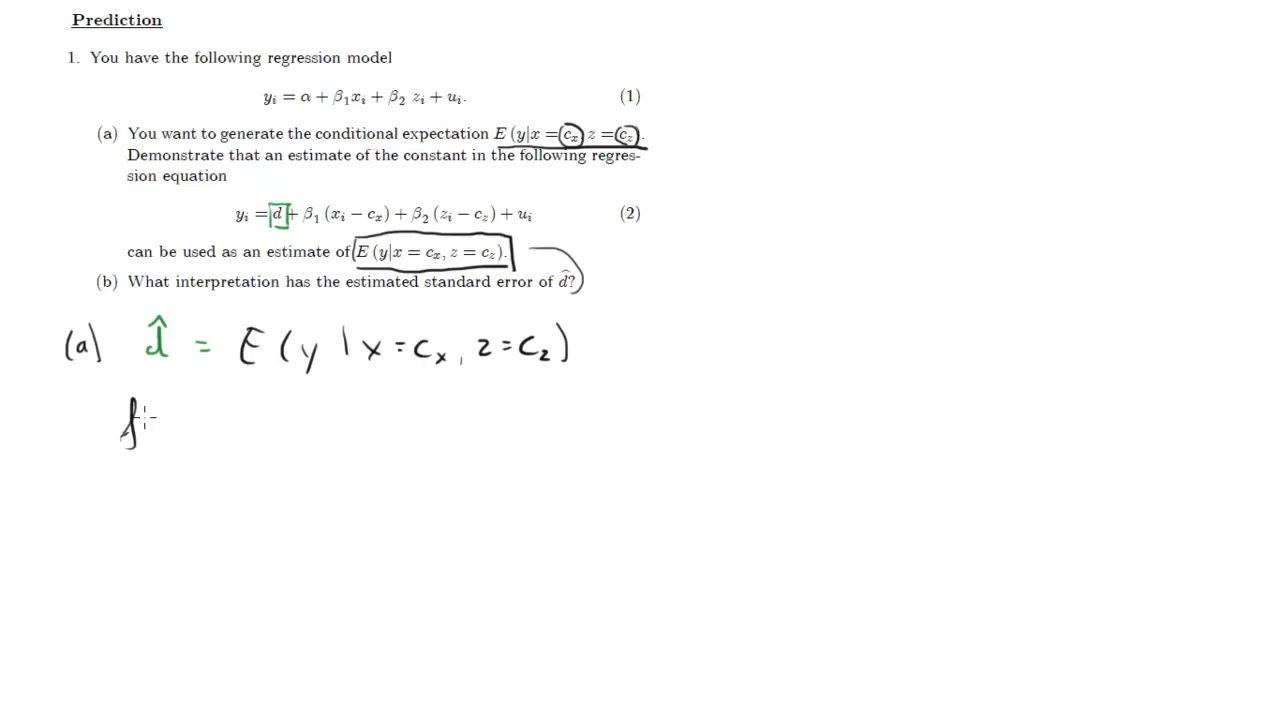 Prediction
1. You have the following regression model
yᵢ = α + β₁xᵢ + β₂ zᵢ + uᵢ. (1)
(a) You want to generate the conditional expectation E (y|x = cₓ, z = c_z).
Demonstrate that an estimate of the constant in the following regres-
sion equation
yᵢ = d + β₁ (xᵢ − cₓ) + β₂ (zᵢ − c_z) + uᵢ (2)
can be used as an estimate of E (y|x = cₓ, z = c_z).
(b) What interpretation has the estimated standard error of d̂?
(a) d̂ = E ( y | x = cₓ , z = c_z )